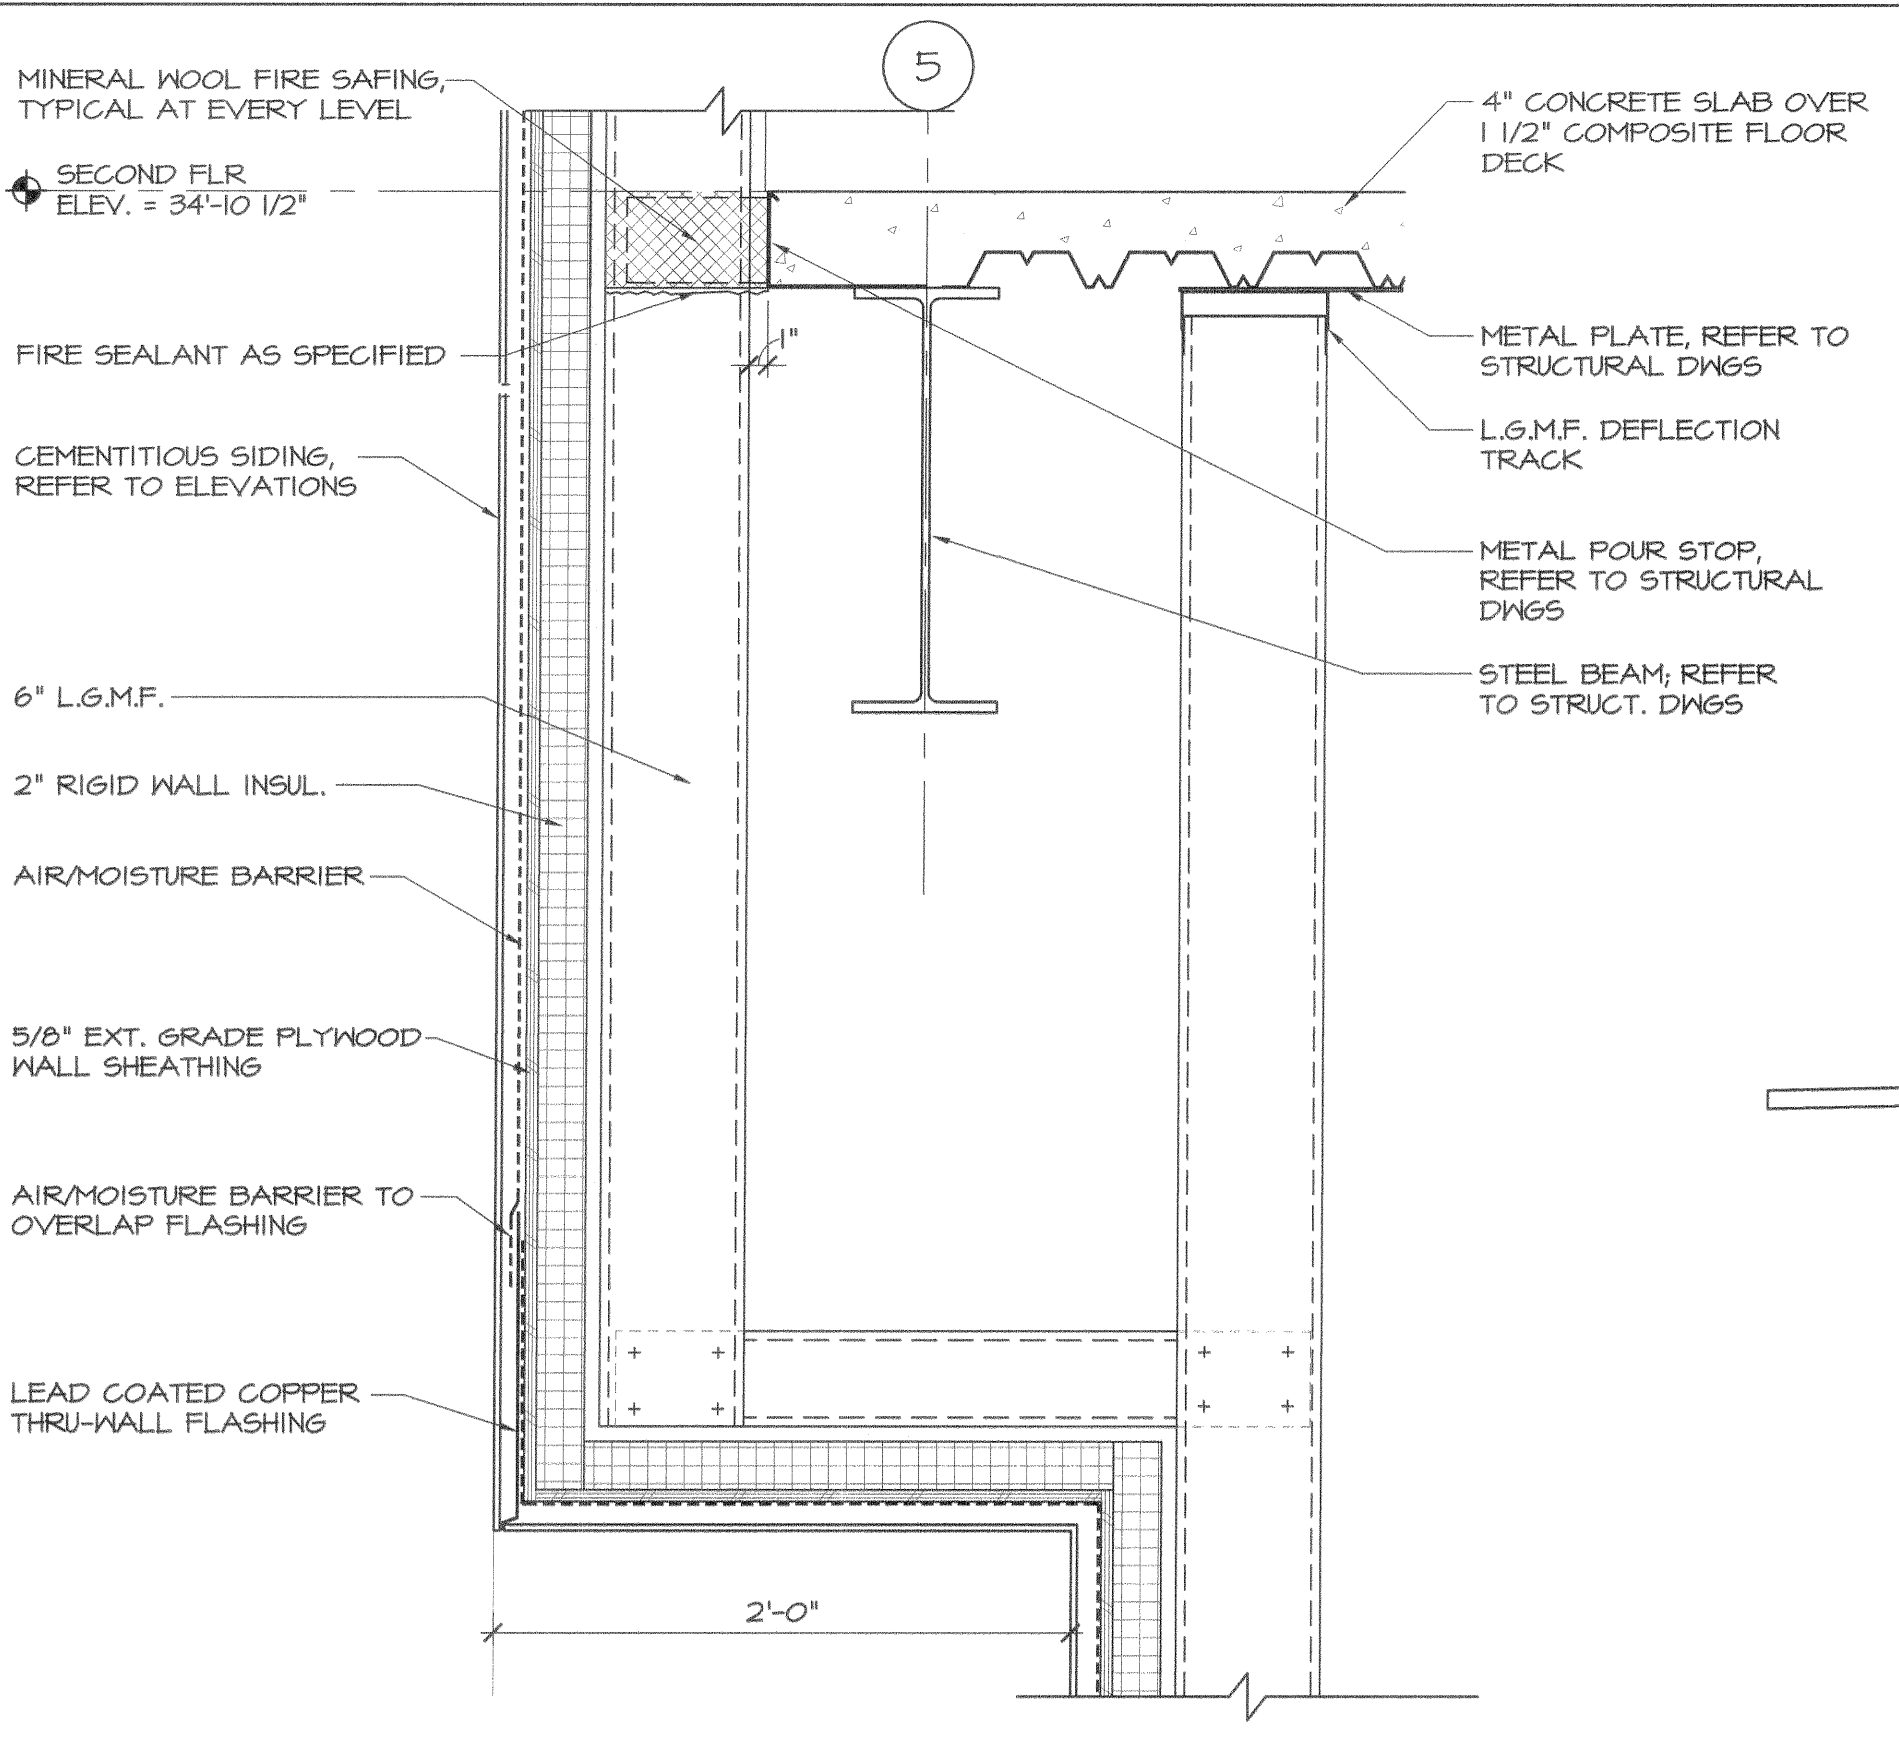 5
MINERAL WOOL FIRE SAFING,
TYPICAL AT EVERY LEVEL
SECOND FLR
ELEV. = 34'-10 1/2"
FIRE SEALANT AS SPECIFIED
CEMENTITIOUS SIDING,
REFER TO ELEVATIONS
6" L.G.M.F.
2" RIGID WALL INSUL.
AIR/MOISTURE BARRIER
5/8" EXT. GRADE PLYWOOD
WALL SHEATHING
AIR/MOISTURE BARRIER TO
OVERLAP FLASHING
LEAD COATED COPPER
THRU-WALL FLASHING
1"
2'-0"
4" CONCRETE SLAB OVER
1 1/2" COMPOSITE FLOOR
DECK
METAL PLATE, REFER TO
STRUCTURAL DWGS
L.G.M.F. DEFLECTION
TRACK
METAL POUR STOP,
REFER TO STRUCTURAL
DWGS
STEEL BEAM; REFER
TO STRUCT. DWGS